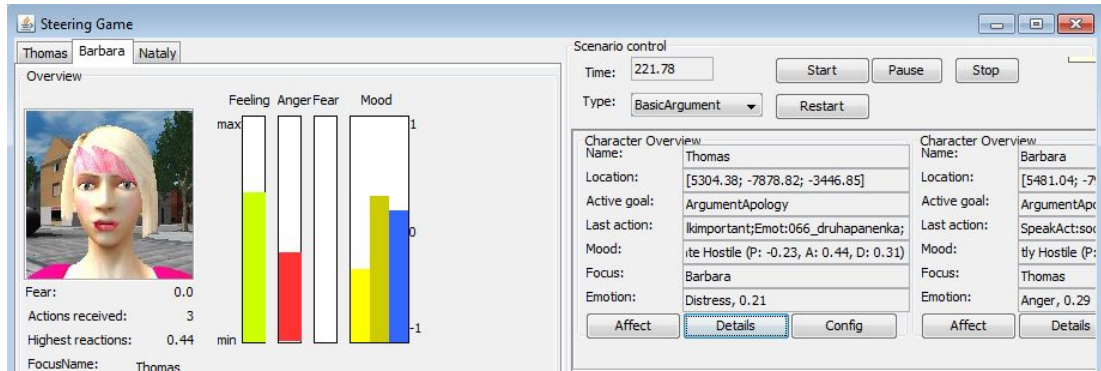 Steering Game
Thomas Barbara Nataly
Overview
Feeling Anger Fear Mood
max 1
0
min -1
Fear: 0.0
Actions received: 3
Highest reactions: 0.44
FocusName: Thomas
Scenario control
Time: 221.78 Start Pause Stop
Type: BasicArgument Restart
Character Overview
Name: Thomas
Location: [5304.38; -7878.82; -3446.85]
Active goal: ArgumentApology
Last action: lkimportant;Emot:066_druhapanenka;
Mood: ite Hostile (P: -0.23, A: 0.44, D: 0.31)
Focus: Barbara
Emotion: Distress, 0.21
Affect Details Config
Character Overview
Name: Barbara
Location: [5481.04; -79
Active goal: ArgumentApo
Last action: SpeakAct:soc
Mood: tly Hostile (P:
Focus: Thomas
Emotion: Anger, 0.29
Affect Details